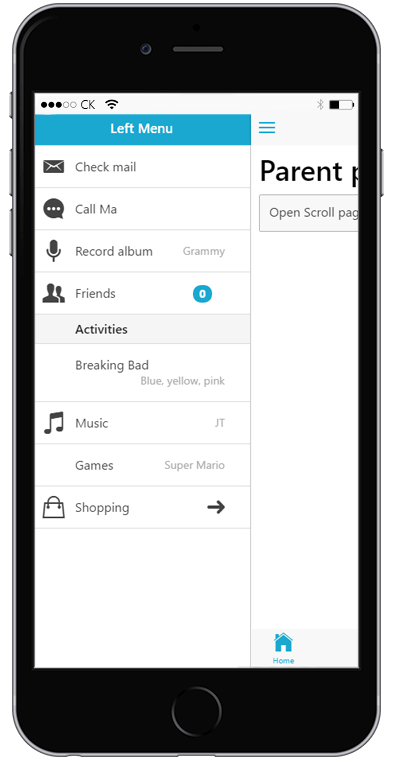 CK
Left Menu
Check mail
Call Ma
Record album Grammy
Friends 0
Activities
Breaking Bad
Blue, yellow, pink
Music JT
Games Super Mario
Shopping
Parent p
Open Scroll pag
Home